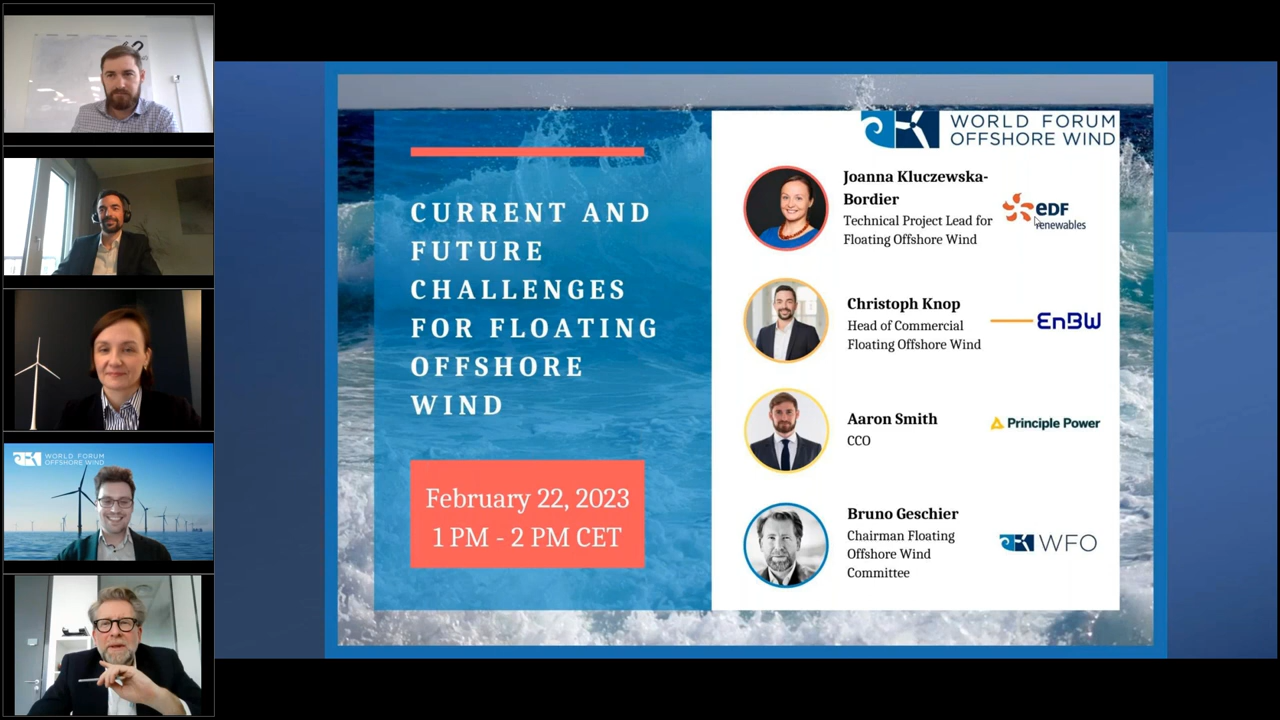 WORLD FORUM
OFFSHORE WIND
CURRENT AND
FUTURE
CHALLENGES
FOR FLOATING
OFFSHORE
WIND
February 22, 2023
1 PM - 2 PM CET
WORLD FORUM
OFFSHORE WIND
Joanna Kluczewska-
Bordier
Technical Project Lead for
Floating Offshore Wind
eDF
renewables
Christoph Knop
Head of Commercial
Floating Offshore Wind
EnBW
Aaron Smith
CCO
Principle Power
Bruno Geschier
Chairman Floating
Offshore Wind
Committee
WFO